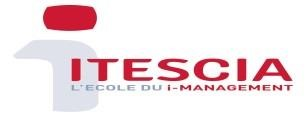 ITESCIA
L'ECOLE DU i-MANAGEMENT